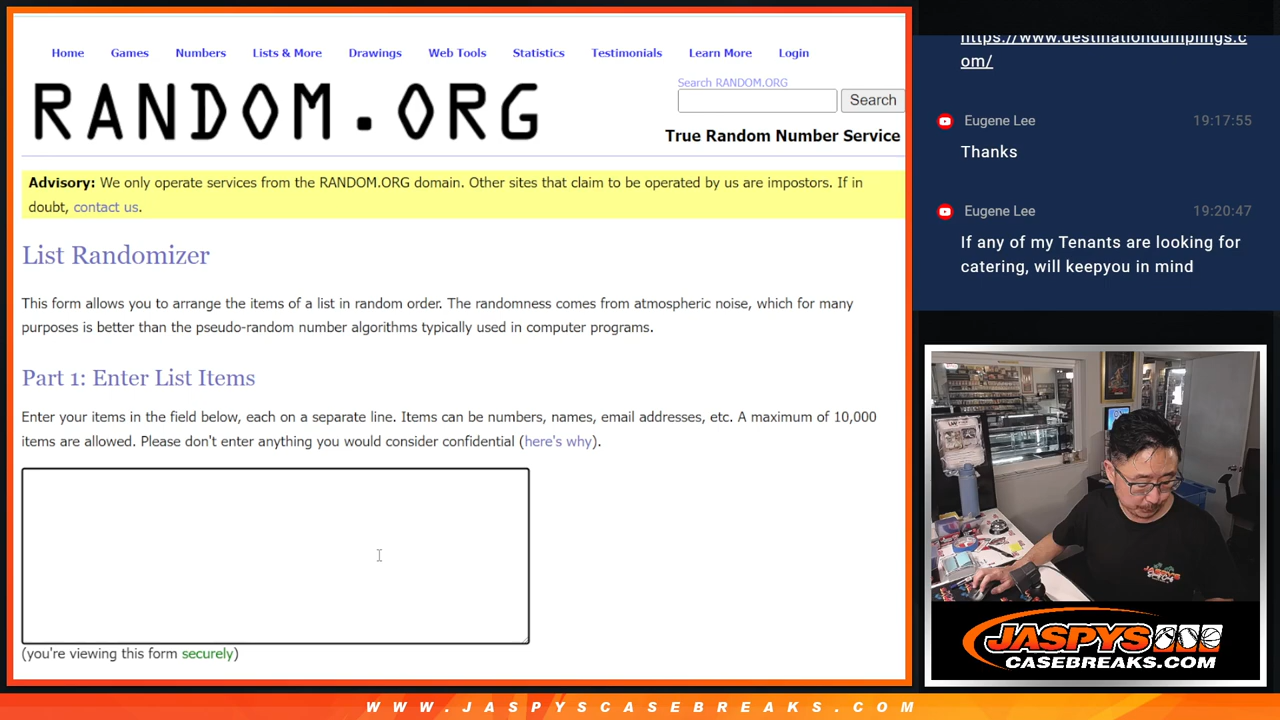 Home Games Numbers Lists & More Drawings Web Tools Statistics Testimonials Learn More Login
RANDOM.ORG
Search RANDOM.ORG
Search
True Random Number Service
Advisory: We only operate services from the RANDOM.ORG domain. Other sites that claim to be operated by us are impostors. If in
doubt, contact us.
List Randomizer
This form allows you to arrange the items of a list in random order. The randomness comes from atmospheric noise, which for many
purposes is better than the pseudo-random number algorithms typically used in computer programs.
Part 1: Enter List Items
Enter your items in the field below, each on a separate line. Items can be numbers, names, email addresses, etc. A maximum of 10,000
items are allowed. Please don't enter anything you would consider confidential (here's why).
(you're viewing this form securely)
https://www.destinationdumplings.c
om/
Eugene Lee 19:17:55
Thanks
Eugene Lee 19:20:47
If any of my Tenants are looking for
catering, will keepyou in mind
JASPYS
JASPYS
CASEBREAKS.COM
WWW.JASPYSCASEBREAKS.COM